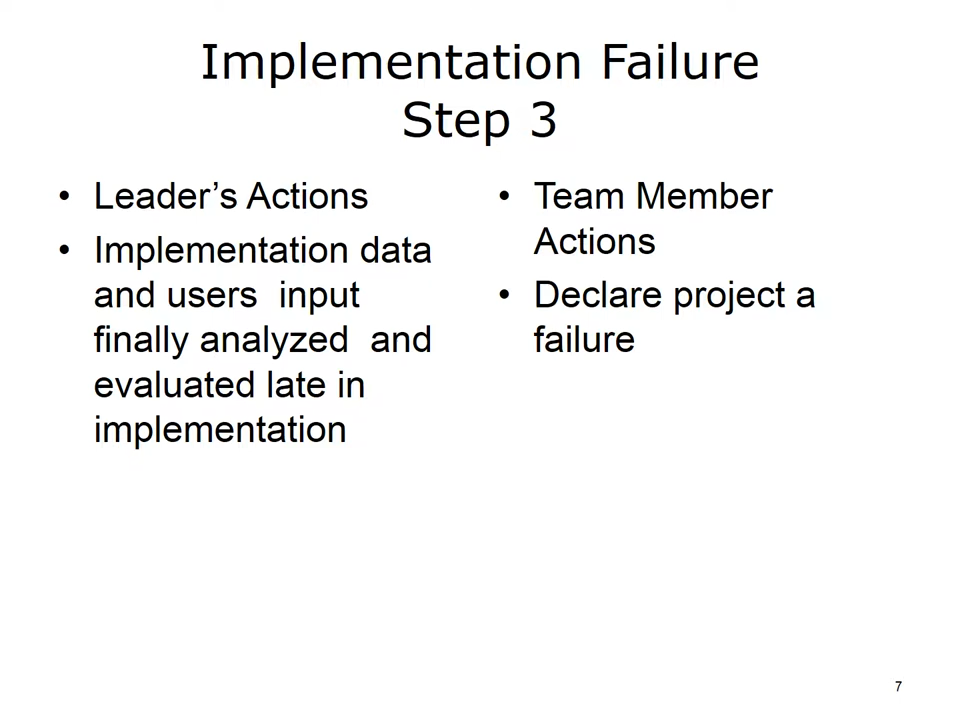 Implementation Failure
Step 3
• Leader’s Actions
• Implementation data
and users  input
finally analyzed  and
evaluated late in
implementation
• Team Member
Actions
• Declare project a
failure
7